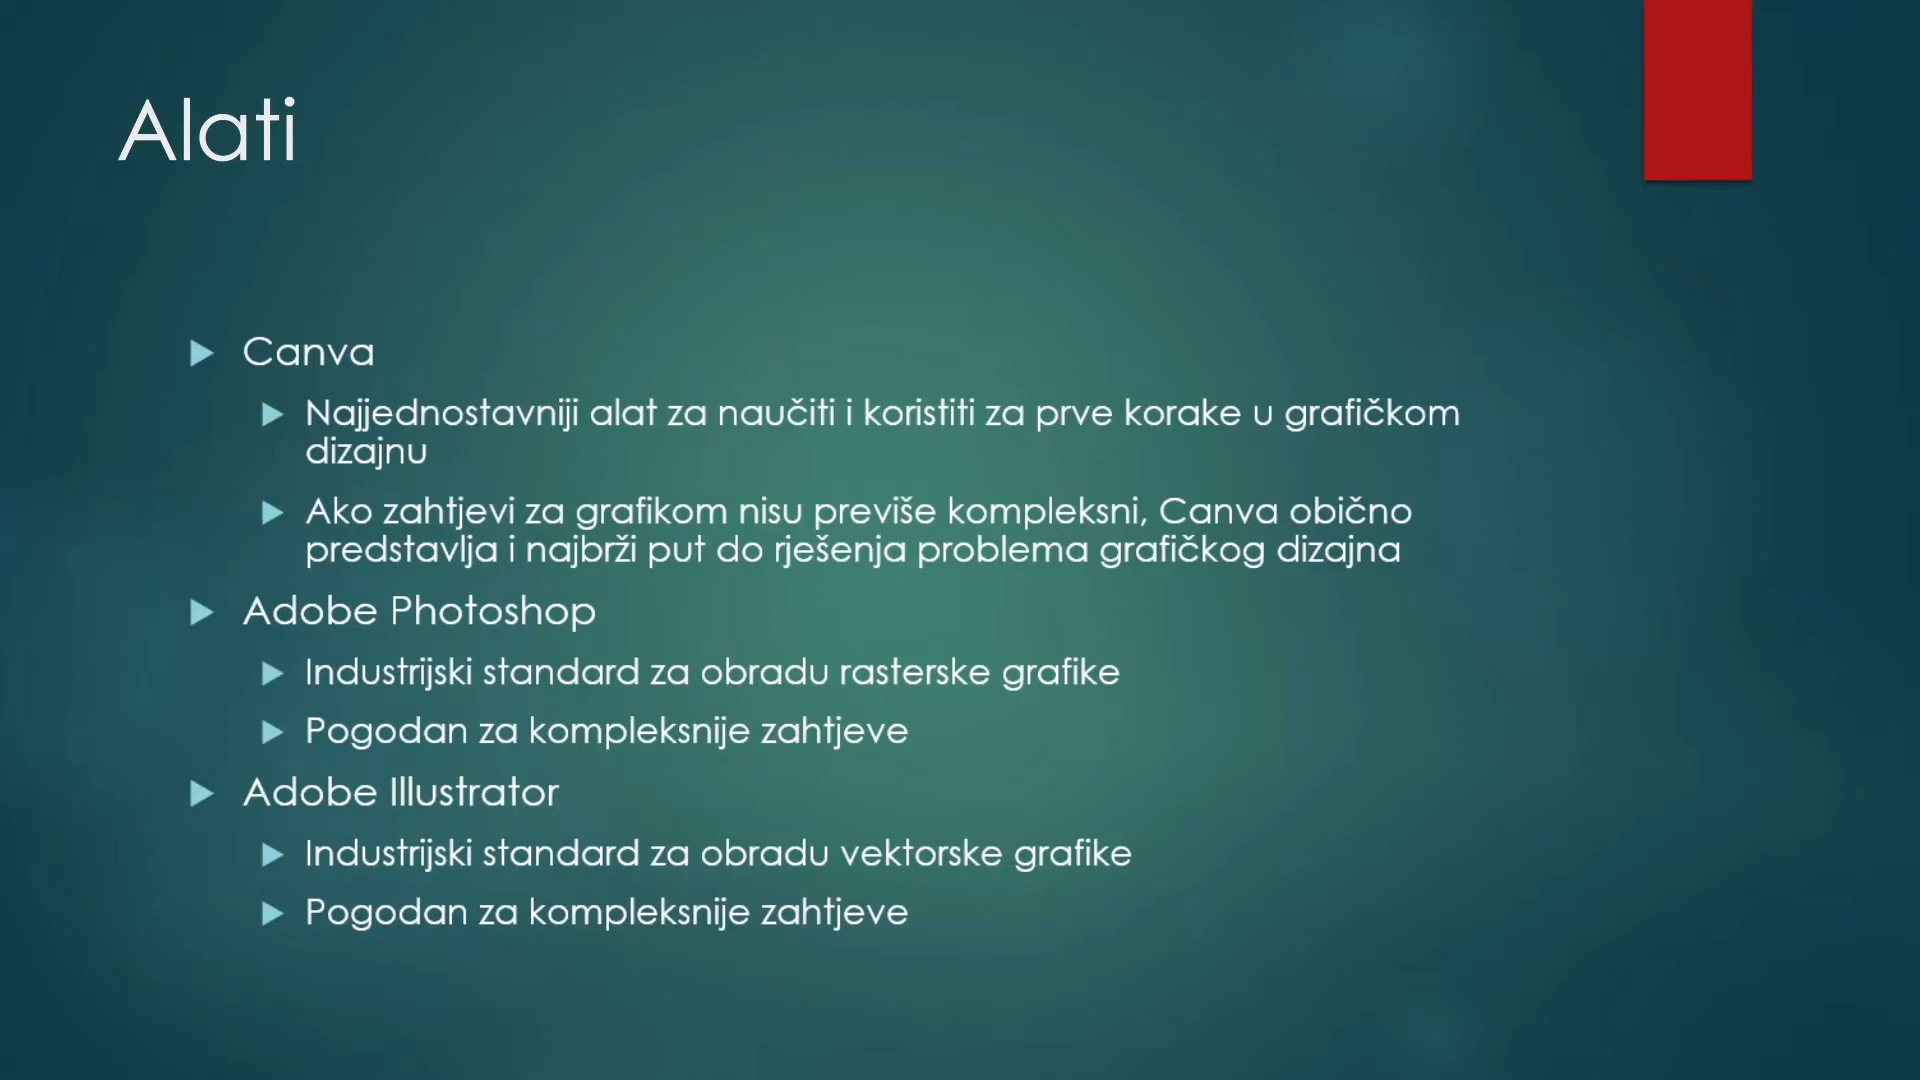 Alati
Canva
Najjednostavniji alat za naučiti i koristiti za prve korake u grafičkom
dizajnu
Ako zahtjevi za grafikom nisu previše kompleksni, Canva obično
predstavlja i najbrži put do rješenja problema grafičkog dizajna
Adobe Photoshop
Industrijski standard za obradu rasterske grafike
Pogodan za kompleksnije zahtjeve
Adobe Illustrator
Industrijski standard za obradu vektorske grafike
Pogodan za kompleksnije zahtjeve